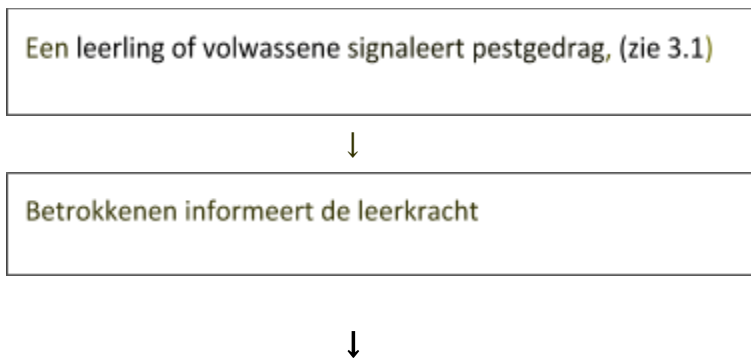 Een leerling of volwassene signaleert pestgedrag, (zie 3.1)
↓
Betrokkenen informeert de leerkracht
↓